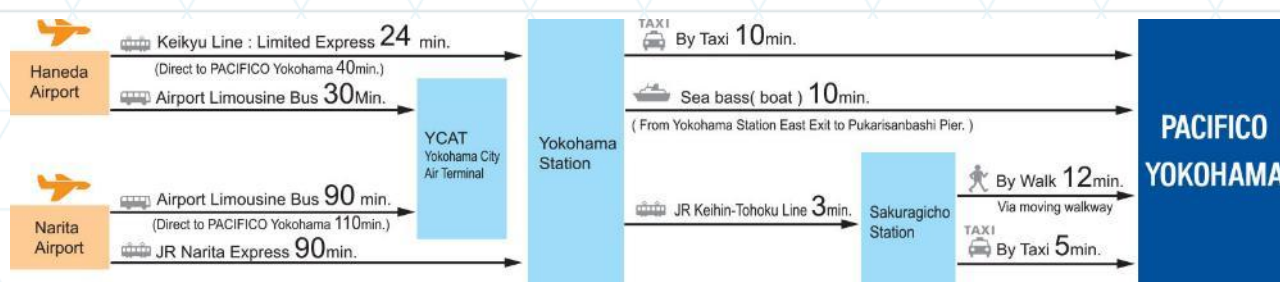 Haneda
Airport
Keikyu Line : Limited Express 24 min.
(Direct to PACIFICO Yokohama 40min.)
Airport Limousine Bus 30Min.
Narita
Airport
Airport Limousine Bus 90 min.
(Direct to PACIFICO Yokohama 110min.)
JR Narita Express 90min.
YCAT
Yokohama City
Air Terminal
Yokohama
Station
TAXI
By Taxi 10min.
Sea bass( boat ) 10min.
( From Yokohama Station East Exit to Pukarisanbashi Pier. )
JR Keihin-Tohoku Line 3min.
Sakuragicho
Station
By Walk 12min.
Via moving walkway
TAXI
By Taxi 5min.
PACIFICO
YOKOHAMA